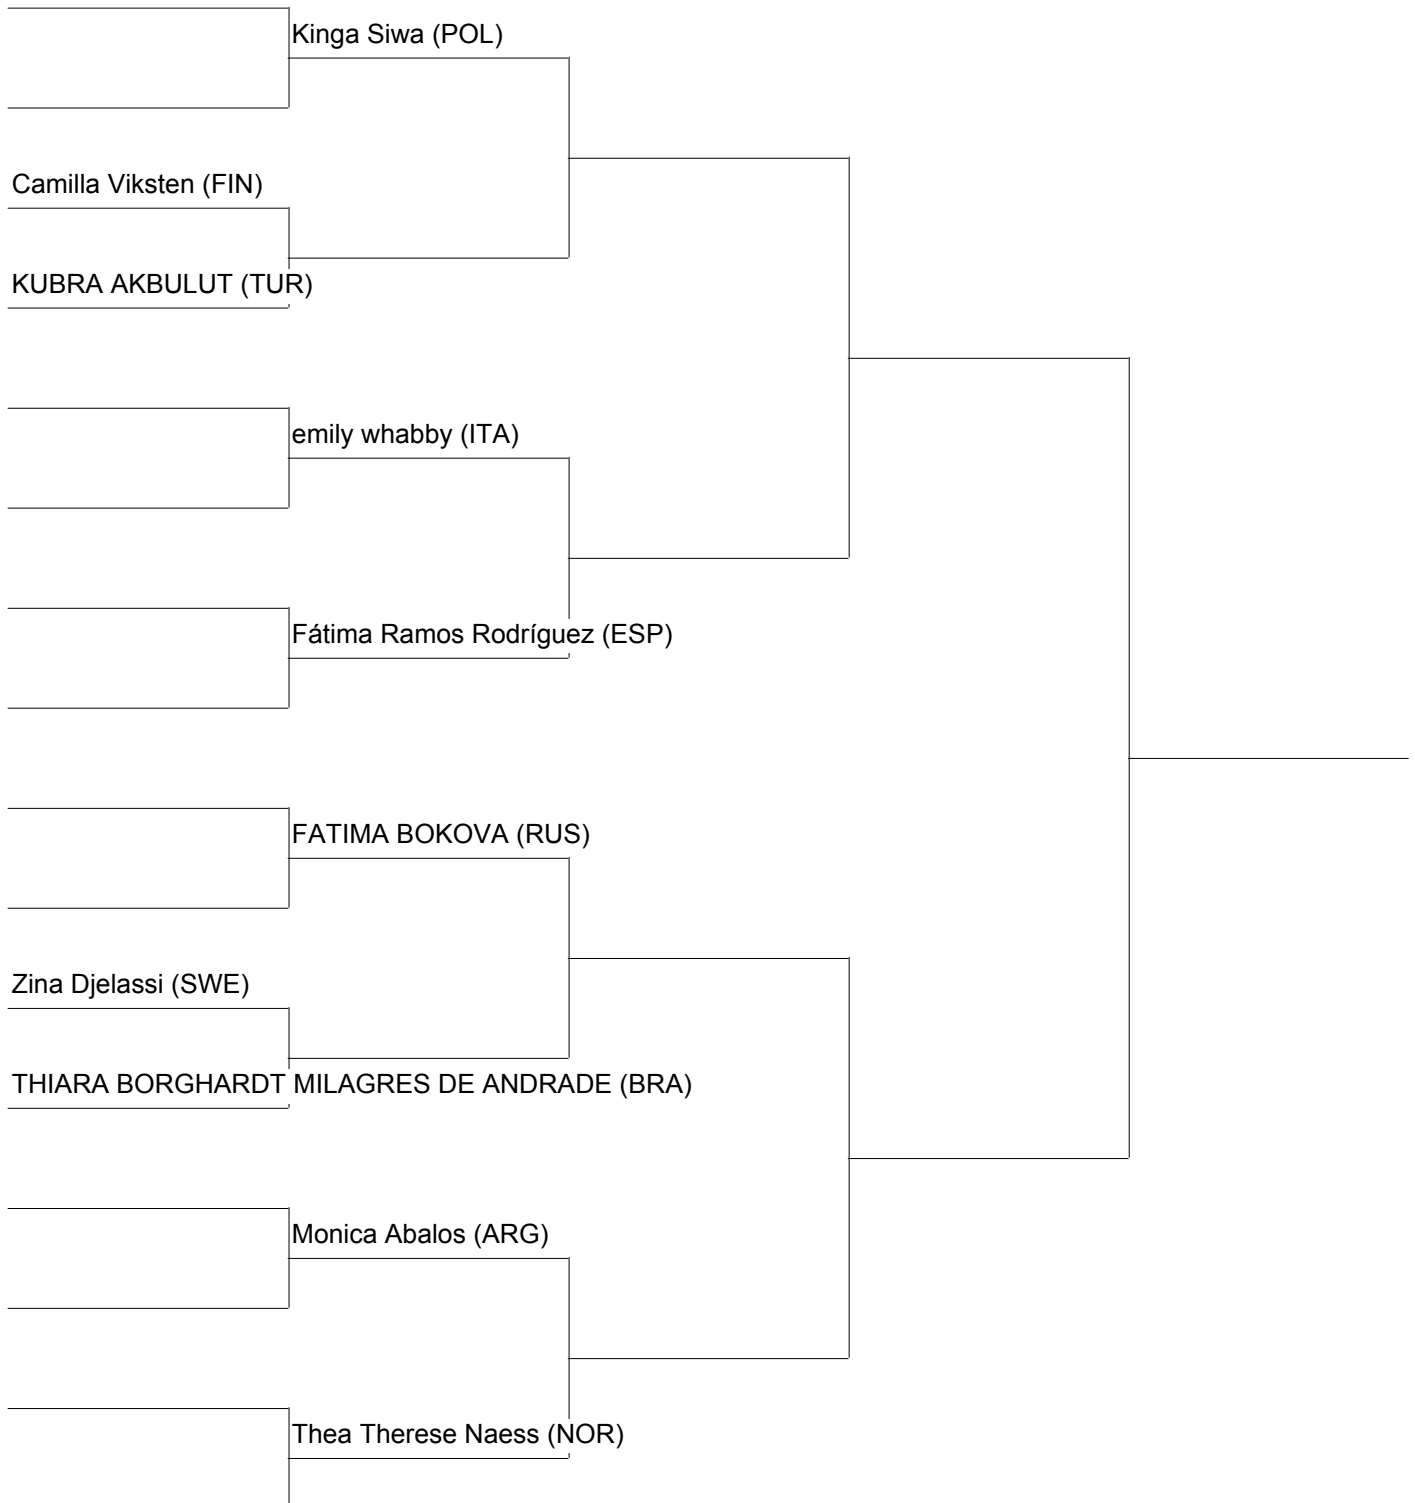 Kinga Siwa (POL)
Camilla Viksten (FIN)
KUBRA AKBULUT (TUR)
emily whabby (ITA)
Fátima Ramos Rodríguez (ESP)
FATIMA BOKOVA (RUS)
Zina Djelassi (SWE)
THIARA BORGHARDT MILAGRES DE ANDRADE (BRA)
Monica Abalos (ARG)
Thea Therese Naess (NOR)